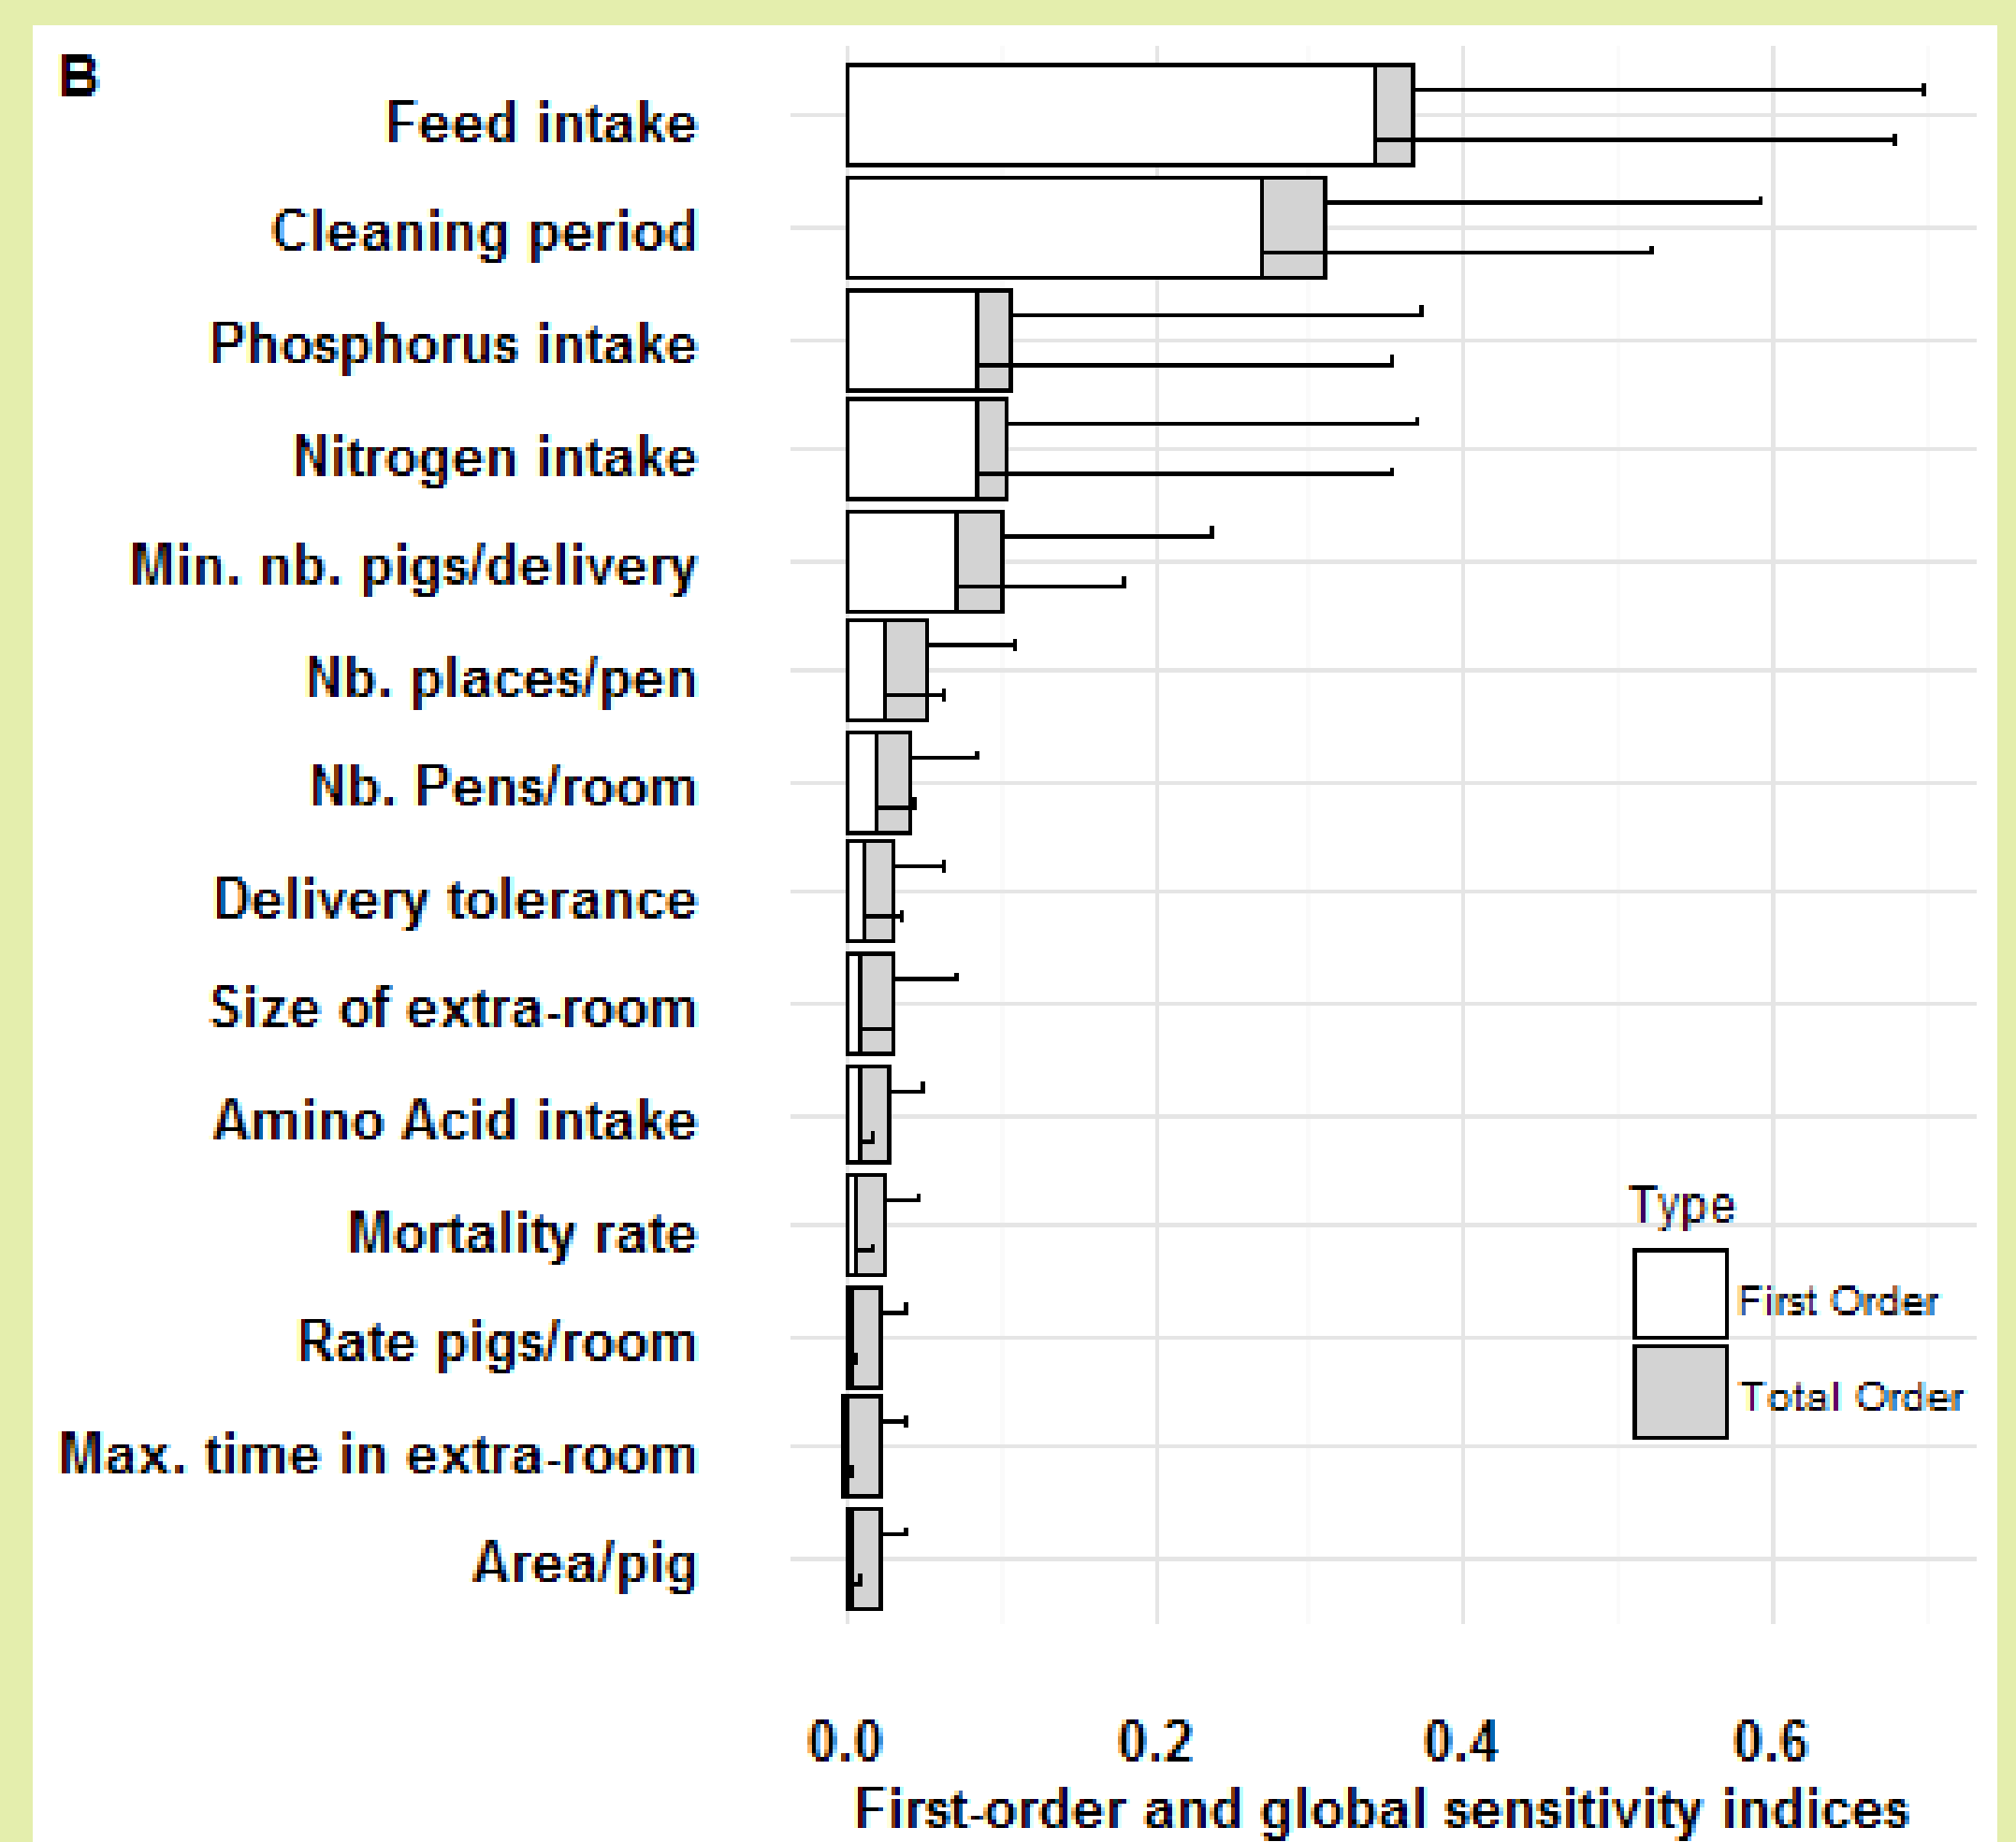 B
Feed intake
Cleaning period
Phosphorus intake
Nitrogen intake
Min. nb. pigs/delivery
Nb. places/pen
Nb. Pens/room
Delivery tolerance
Size of extra-room
Amino Acid intake
Mortality rate
Rate pigs/room
Max. time in extra-room
Area/pig
Type
First Order
Total Order
0.0 0.2 0.4 0.6
First-order and global sensitivity indices